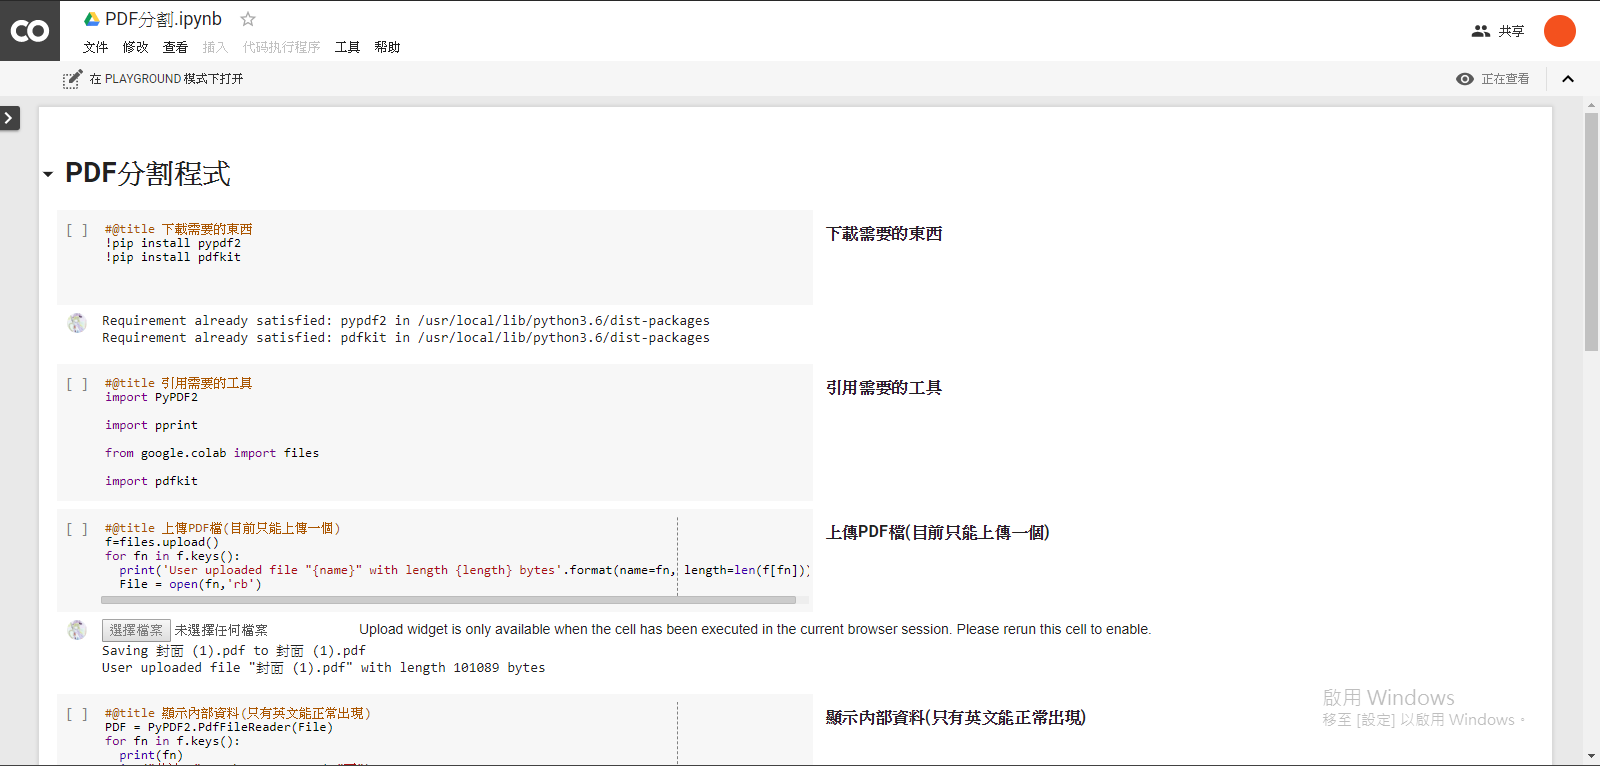 CO
PDF分割.ipynb
文件 修改 查看 插入 代码执行程序 工具 帮助
共享
在 PLAYGROUND 模式下打开
正在查看
PDF分割程式
[ ] #@title 下載需要的東西
!pip install pypdf2
!pip install pdfkit
下載需要的東西
Requirement already satisfied: pypdf2 in /usr/local/lib/python3.6/dist-packages
Requirement already satisfied: pdfkit in /usr/local/lib/python3.6/dist-packages
[ ] #@title 引用需要的工具
import PyPDF2
import pprint
from google.colab import files
import pdfkit
引用需要的工具
[ ] #@title 上傳PDF檔(目前只能上傳一個)
f=files.upload()
for fn in f.keys():
print('User uploaded file "{name}" with length {length} bytes'.format(name=fn, length=len(f[fn]))
File = open(fn,'rb')
上傳PDF檔(目前只能上傳一個)
選擇檔案 未選擇任何檔案 Upload widget is only available when the cell has been executed in the current browser session. Please rerun this cell to enable.
Saving 封面 (1).pdf to 封面 (1).pdf
User uploaded file "封面 (1).pdf" with length 101089 bytes
[ ] #@title 顯示內部資料(只有英文能正常出現)
PDF = PyPDF2.PdfFileReader(File)
for fn in f.keys():
print(fn)
顯示內部資料(只有英文能正常出現)
啟用 Windows
移至 [設定] 以啟用 Windows。